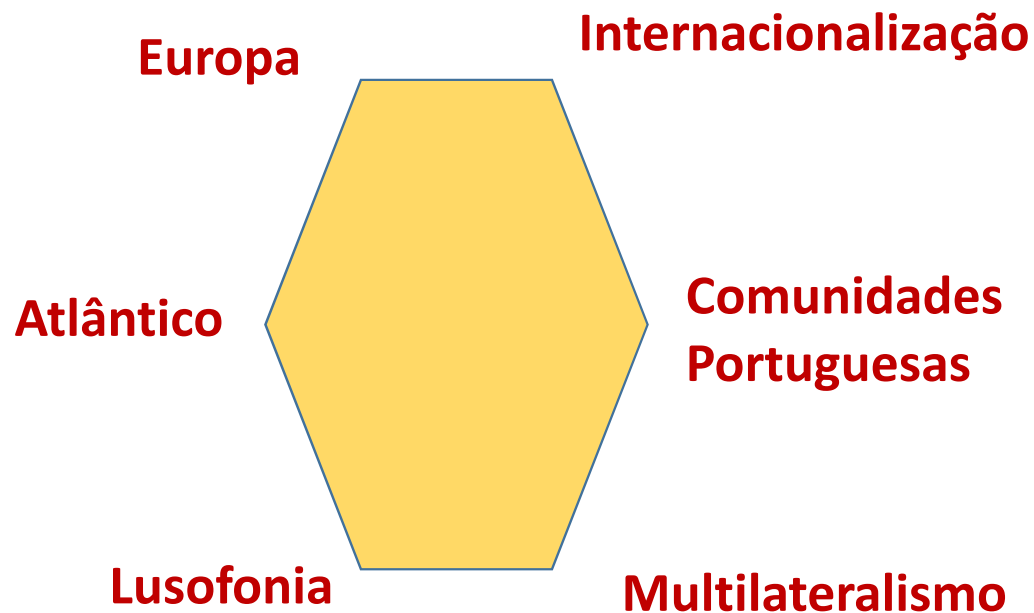 Europa
Internacionalização
Atlântico
Comunidades
Portuguesas
Lusofonia
Multilateralismo